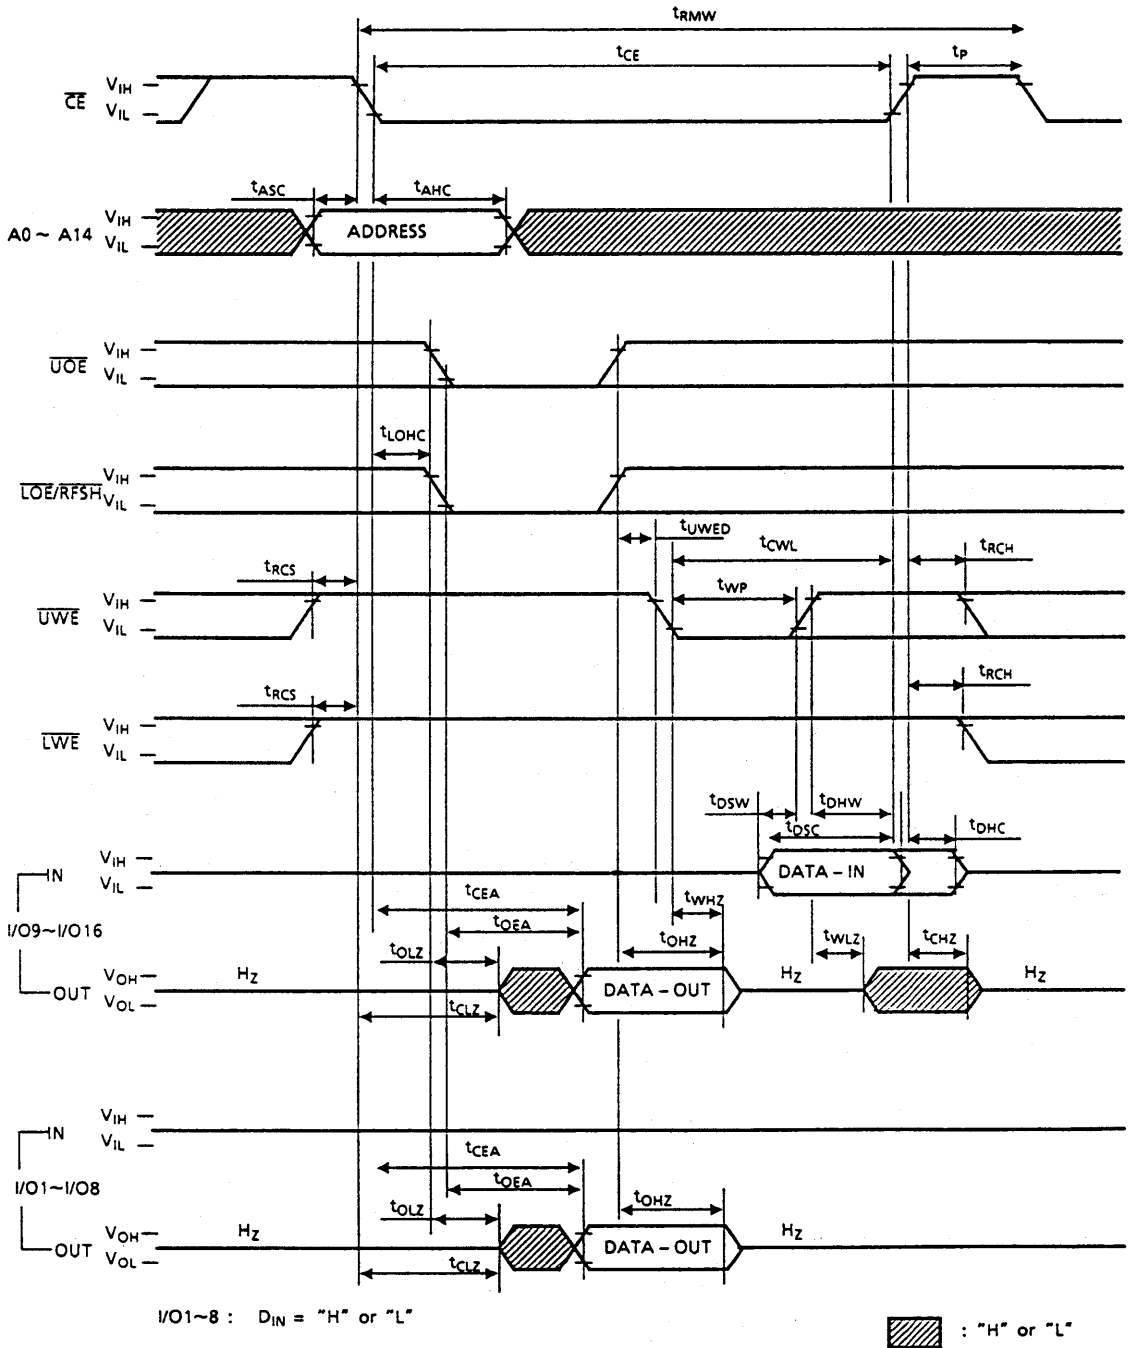 tRMW
tCE
tP
CE
VIH
VIL
tASC
tAHC
A0 ~ A14
VIH
VIL
ADDRESS
UOE
VIH
VIL
tLOHC
LOE/RFSH
VIH
VIL
tUWED
tCWL
tRCS
tRCH
tWP
UWE
VIH
VIL
tRCS
tRCH
LWE
VIH
VIL
tDSW
tDHW
tDSC
tDHC
VIH
IN
VIL
DATA – IN
tCEA
tWHZ
I/O9~I/O16
tOEA
tOHZ
tWLZ
tCHZ
tOLZ
VOH
HZ
HZ
HZ
OUT
VOL
DATA – OUT
tCLZ
VIH
IN
VIL
tCEA
I/O1~I/O8
tOEA
tOHZ
tOLZ
VOH
HZ
HZ
OUT
VOL
DATA – OUT
tCLZ
I/O1~8 : DIN = "H" or "L"
: "H" or "L"